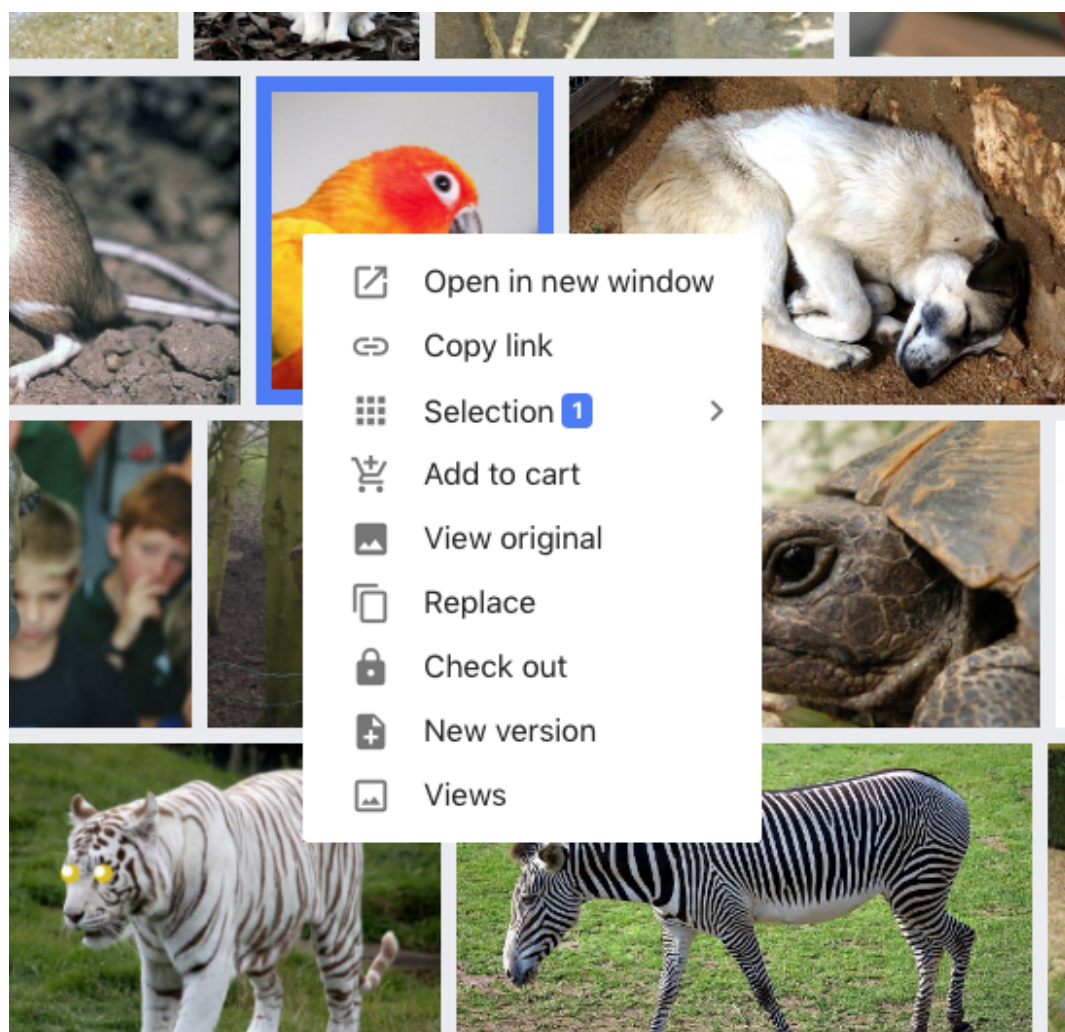 Open in new window
Copy link
Selection 1
Add to cart
View original
Replace
Check out
New version
Views